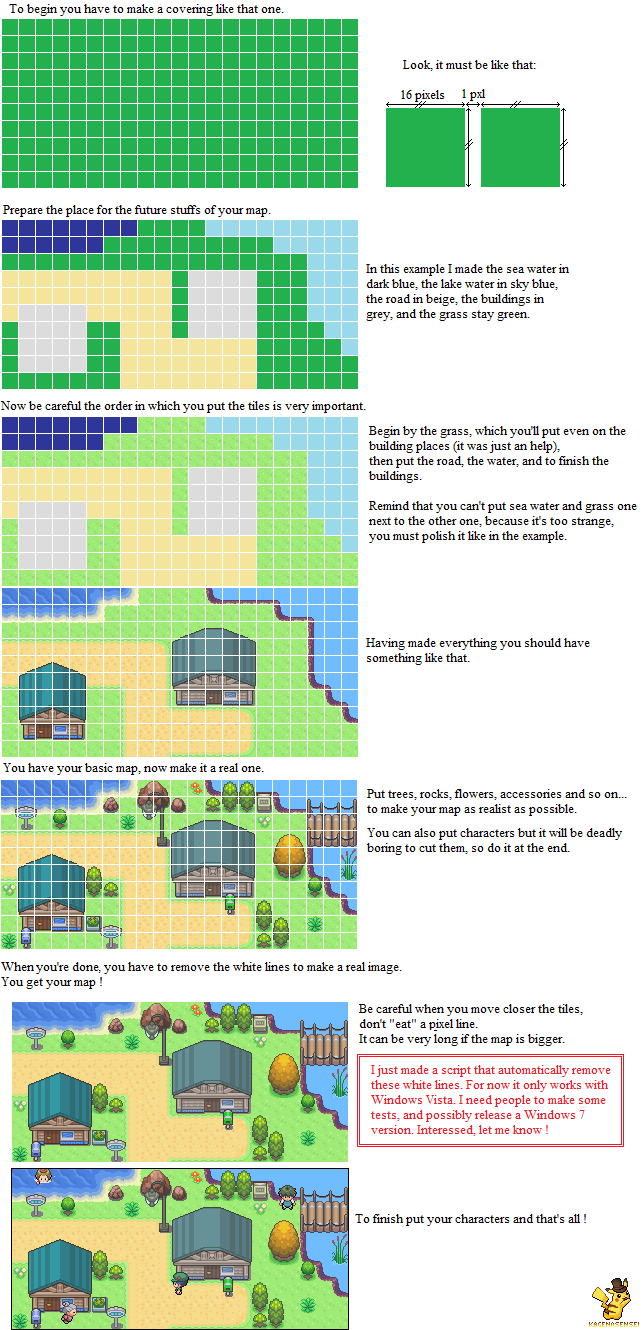 To begin you have to make a covering like that one.
Look, it must be like that:
16 pixels
1 pxl
Prepare the place for the future stuffs of your map.
In this example I made the sea water in
dark blue, the lake water in sky blue,
the road in beige, the buildings in
grey, and the grass stay green.
Now be careful the order in which you put the tiles is very important.
Begin by the grass, which you'll put even on the
building places (it was just an help),
then put the road, the water, and to finish the
buildings.
Remind that you can't put sea water and grass one
next to the other one, because it's too strange,
you must polish it like in the example.
Having made everything you should have
something like that.
You have your basic map, now make it a real one.
Put trees, rocks, flowers, accessories and so on...
to make your map as realist as possible.
You can also put characters but it will be deadly
boring to cut them, so do it at the end.
When you're done, you have to remove the white lines to make a real image.
You get your map !
Be careful when you move closer the tiles,
don't "eat" a pixel line.
It can be very long if the map is bigger.
I just made a script that automatically remove
these white lines. For now it only works with
Windows Vista. I need people to make some
tests, and possibly release a Windows 7
version. Interested, let me know !
To finish put your characters and that's all !
KAGENOSENSEI